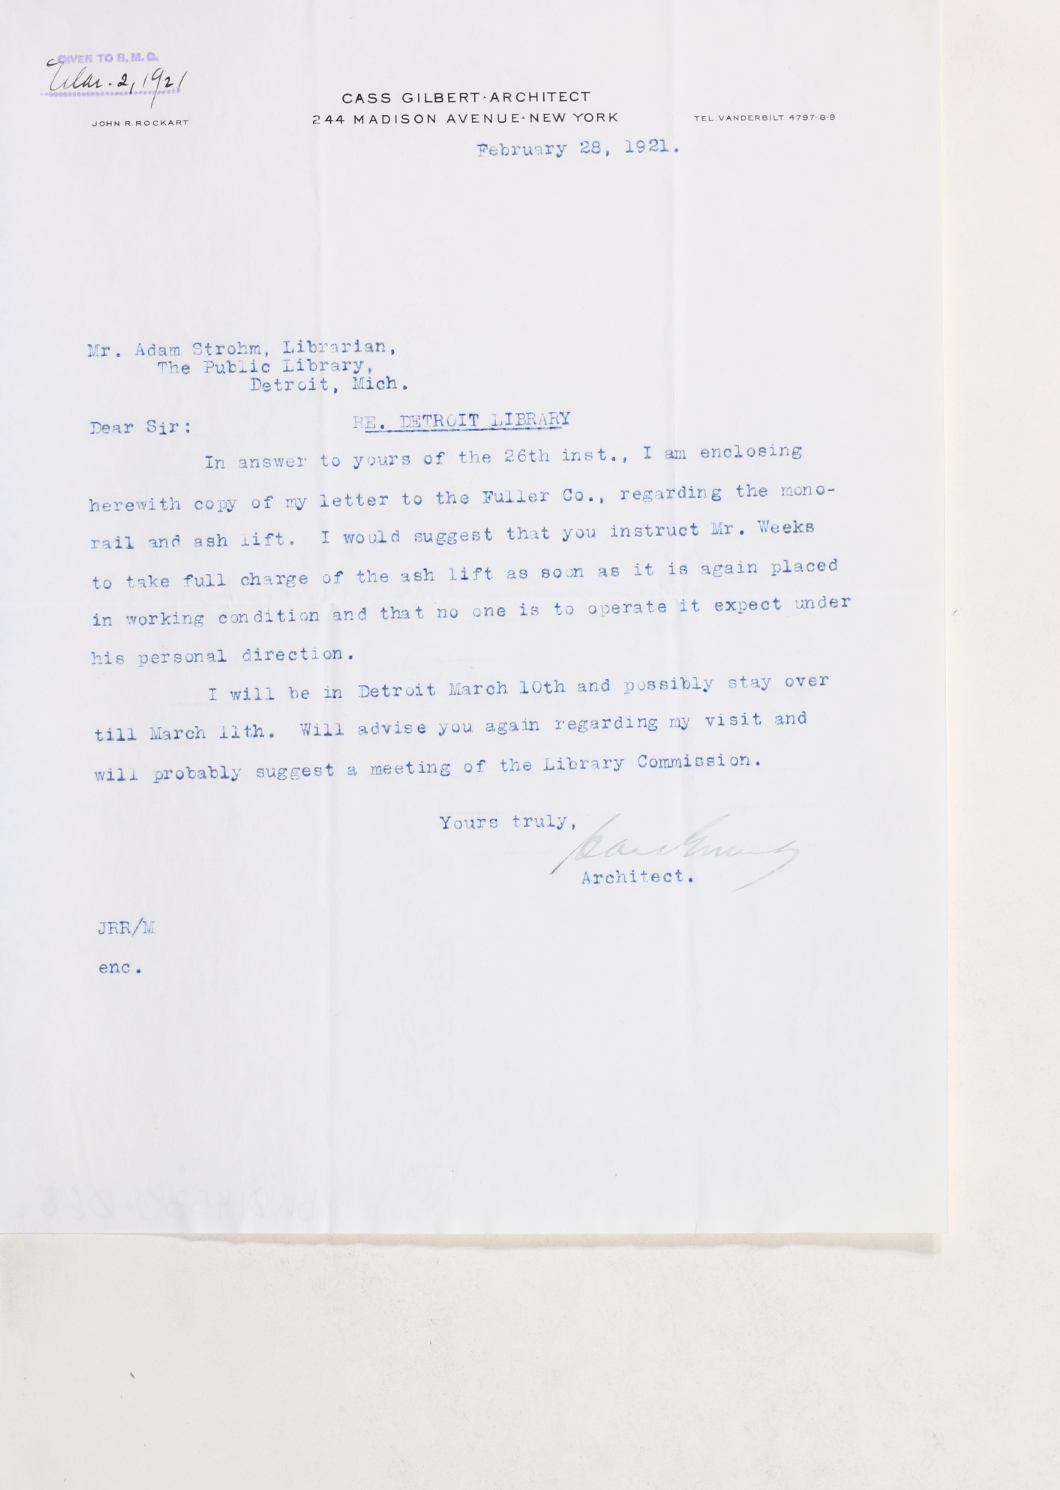 GIVEN TO B.M.C.
Mar. 2, 1921
CASS GILBERT·ARCHITECT
JOHN R. ROCKART
244 MADISON AVENUE·NEW YORK
TEL. VANDERBILT 4797-8-9
February 28, 1921.
Mr. Adam Strohm, Librarian,
The Public Library,
Detroit, Mich.
Dear Sir:
RE. DETROIT LIBRARY
In answer to yours of the 26th inst., I am enclosing
herewith copy of my letter to the Fuller Co., regarding the mono-
rail and ash lift. I would suggest that you instruct Mr. Weeks
to take full charge of the ash lift as soon as it is again placed
in working condition and that no one is to operate it expect under
his personal direction.
I will be in Detroit March 10th and possibly stay over
till March 11th. Will advise you again regarding my visit and
will probably suggest a meeting of the Library Commission.
Yours truly,
Cass Gilbert
Architect.
JRR/M
enc.